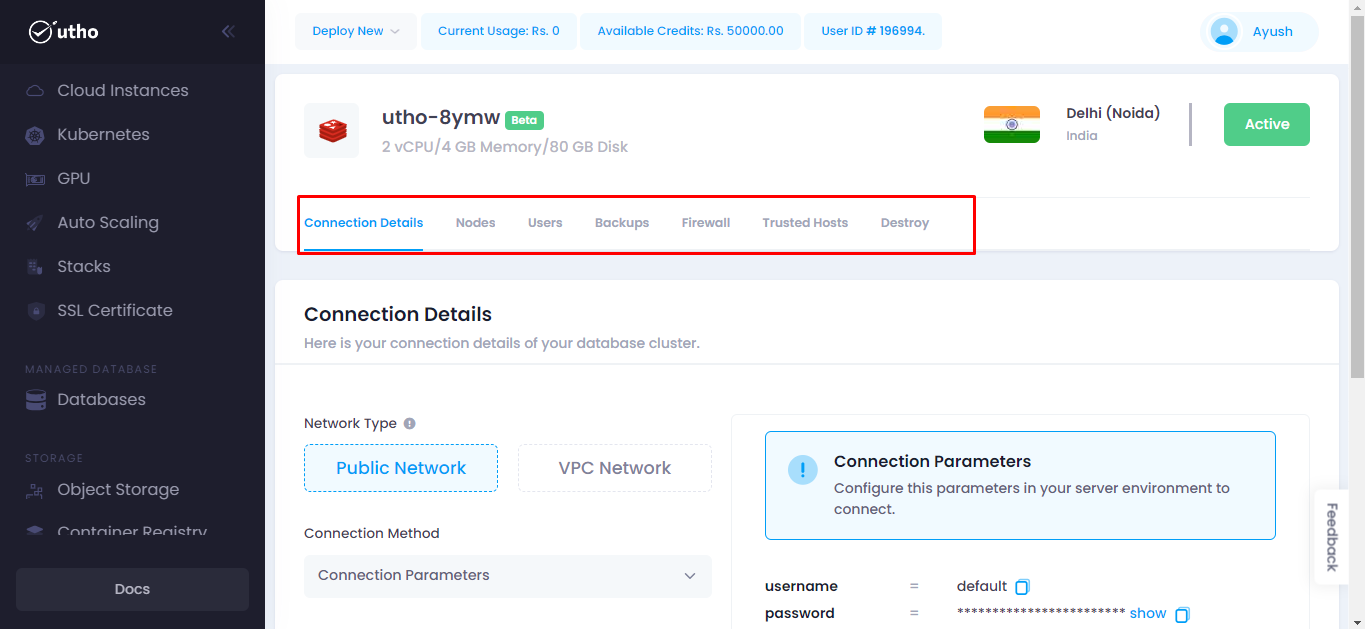 utho
Cloud Instances
Kubernetes
GPU
Auto Scaling
Stacks
SSL Certificate
MANAGED DATABASE
Databases
STORAGE
Object Storage
Container Registry
Docs
Deploy New
Current Usage: Rs. 0
Available Credits: Rs. 50000.00
User ID # 196994.
Ayush
utho-8ymw Beta
2 vCPU/4 GB Memory/80 GB Disk
Delhi (Noida)
India
Active
Connection Details Nodes Users Backups Firewall Trusted Hosts Destroy
Connection Details
Here is your connection details of your database cluster.
Network Type
Public Network VPC Network
Connection Method
Connection Parameters
Connection Parameters
Configure this parameters in your server environment to
connect.
username = default
password = ************************ show
Feedback